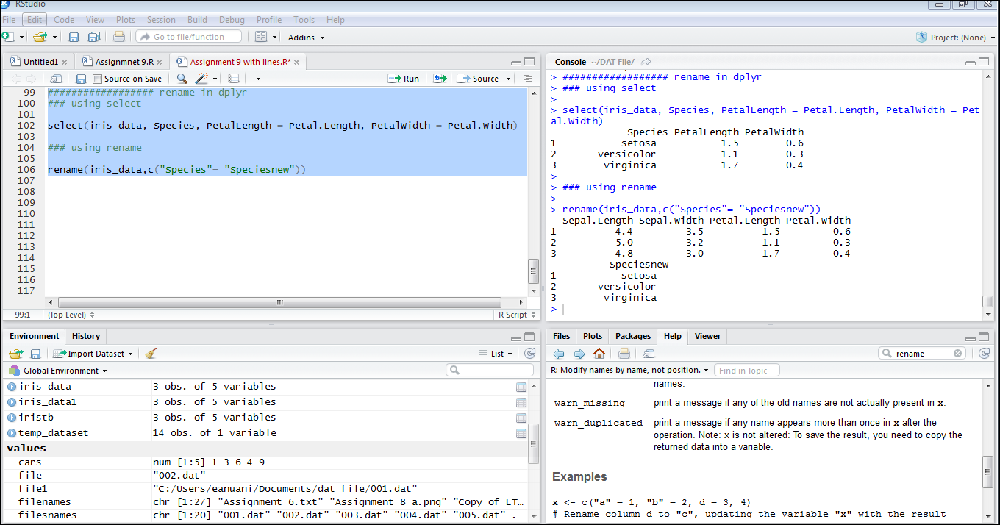 RStudio
File Edit Code View Plots Session Build Debug Profile Tools Help
Go to file/function Addins Project: (None)
Untitled1 Assignmnet 9.R Assignment 9 with lines.R*
Source on Save Run Source
99 ################## rename in dplyr
100 ### using select
101
102 select(iris_data, Species, PetalLength = Petal.Length, PetalWidth = Petal.Width)
103
104 ### using rename
105
106 rename(iris_data,c("Species"= "Speciesnew"))
107
108
109
110
111
112
113
114
115
116
117
99:1 (Top Level) R Script
Console ~/DAT File/
> ################## rename in dplyr
> ### using select
>
> select(iris_data, Species, PetalLength = Petal.Length, PetalWidth = Pet
al.Width)
Species PetalLength PetalWidth
1 setosa 1.5 0.6
2 versicolor 1.1 0.3
3 virginica 1.7 0.4
>
> ### using rename
>
> rename(iris_data,c("Species"= "Speciesnew"))
Sepal.Length Sepal.Width Petal.Length Petal.Width
1 4.4 3.5 1.5 0.6
2 5.0 3.2 1.1 0.3
3 4.8 3.0 1.7 0.4
Speciesnew
1 setosa
2 versicolor
3 virginica
>
Environment History
Import Dataset List
Global Environment
iris_data 3 obs. of 5 variables
iris_data1 3 obs. of 5 variables
iristb 3 obs. of 5 variables
temp_dataset 14 obs. of 1 variable
values
cars num [1:5] 1 3 6 4 9
file "002.dat"
file1 "C:/Users/eanuani/Documents/dat file/001.dat"
filenames chr [1:27] "Assignment 6.txt" "Assignment 8 a.png" "Copy of LT…
filesnames chr [1:20] "001.dat" "002.dat" "003.dat" "004.dat" "005.dat" ...
Files Plots Packages Help Viewer
rename
R: Modify names by name, not position. Find in Topic
names.
warn_missing print a message if any of the old names are not actually present in x.
warn_duplicated print a message if any name appears more than once in x after the
operation. Note: x is not altered: To save the result, you need to copy the
returned data into a variable.
Examples
x <- c("a" = 1, "b" = 2, d = 3, 4)
# Rename column d to "c", updating the variable "x" with the result